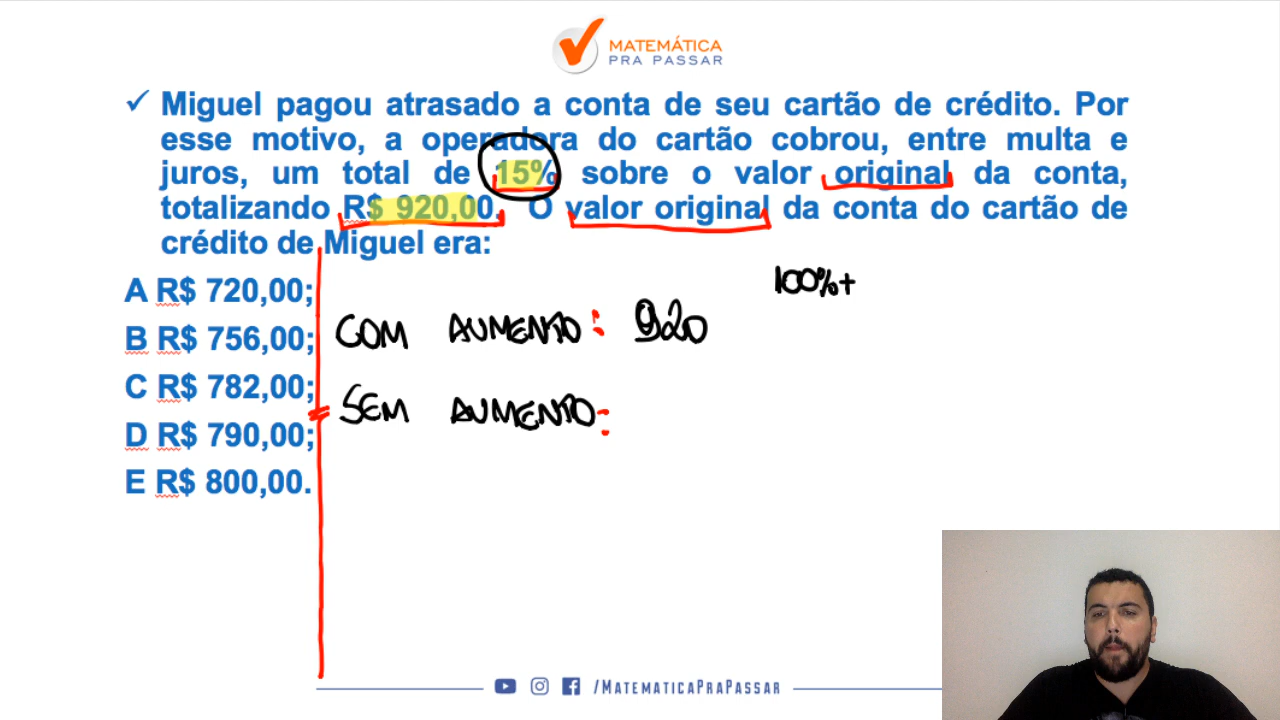 MATEMÁTICA
PRA PASSAR
Miguel pagou atrasado a conta de seu cartão de crédito. Por
esse motivo, a operadora do cartão cobrou, entre multa e
juros, um total de 15% sobre o valor original da conta,
totalizando R$ 920,00. O valor original da conta do cartão de
crédito de Miguel era:
A R$ 720,00;
B R$ 756,00;
C R$ 782,00;
D R$ 790,00;
E R$ 800,00.
100%+
COM AUMENTO: 920
SEM AUMENTO:
/MATEMATICAPRAPASSAR